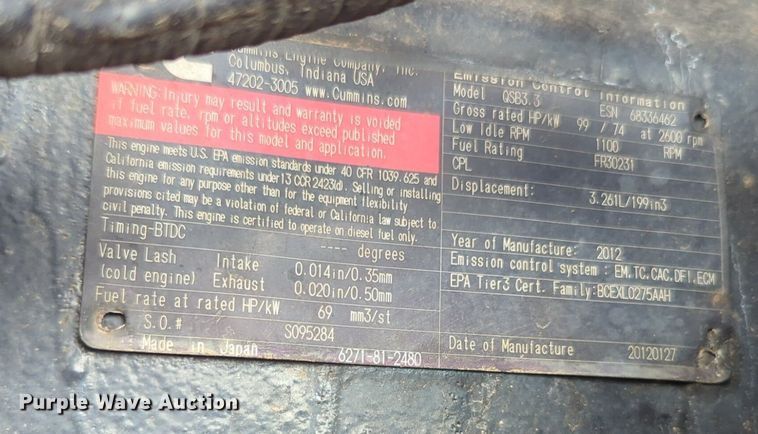 Cummins Engine Company, Inc.
Columbus, Indiana USA
47202-3005 www.Cummins.com
WARNING: Injury may result and warranty is voided
if fuel rate, rpm or altitudes exceed published
maximum values for this model and application.
This engine meets U.S. EPA emission standards under 40 CFR 1039.625 and
California emission requirements under 13 CCR 2423(d). Selling or installing
this engine for any purpose other than for the equipment flexibility
provisions cited may be a violation of federal or California law subject to
civil penalty. This engine is certified to operate on diesel fuel only.
Timing-BTDC ---- degrees
Valve Lash Intake 0.014in/0.35mm
(cold engine) Exhaust 0.020in/0.50mm
Fuel rate at rated HP/kW 69 mm3/st
S.O.# SO95284
Made in Japan 6271-81-2480
Emission Control Information
Model QSB3.3 ESN 68336462
Gross rated HP/kW 99 / 74 at 2600 rpm
Low Idle RPM 1100 RPM
Fuel Rating FR30231
CPL
Displacement: 3.261L/199in3
Year of Manufacture: 2012
Emission control system : EM.TC.CAC.DFI.ECM
EPA Tier3 Cert. Family:BCEXL0275AAH
Date of Manufacture 20120127
Purple Wave Auction